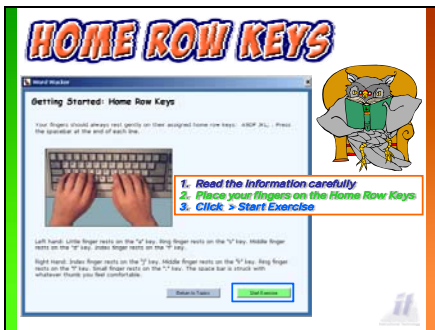 HOME ROW KEYS
Word Wacker
Getting Started: Home Row Keys
Your fingers should always rest gently on their assigned home row keys: ASDF JKL; . Press
the spacebar at the end of each line.
1. Read the information carefully
2. Place your fingers on the Home Row Keys
3. Click > Start Exercise
Left hand: Little finger rests on the "a" key. Ring finger rests on the "s" key. Middle finger
rests on the "d" key. Index finger rests on the "f" key.
Right Hand: Index finger rests on the "j" key. Middle finger rests on the "k" key. Ring finger
rests on the "l" key. Small finger rests on the ";" key. The space bar is struck with
whatever thumb you feel comfortable.
Return to Topics
Start Exercise
it